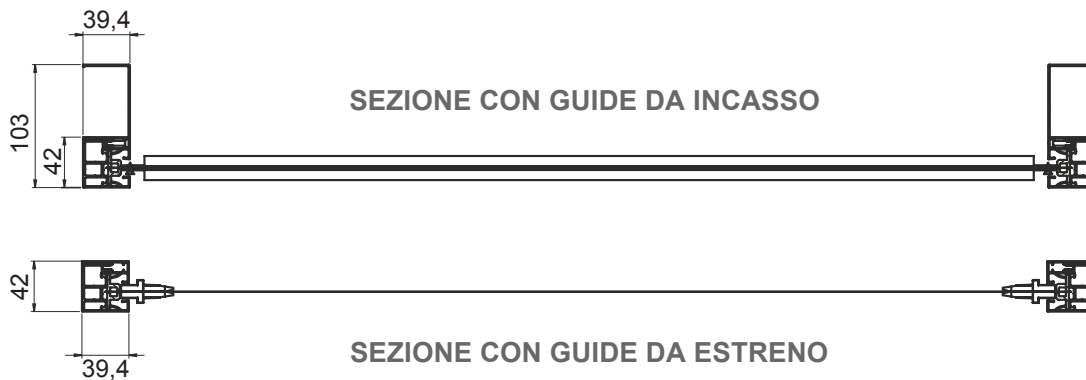 39,4
SEZIONE CON GUIDE DA INCASSO
103
42
42
SEZIONE CON GUIDE DA ESTRENO
39,4